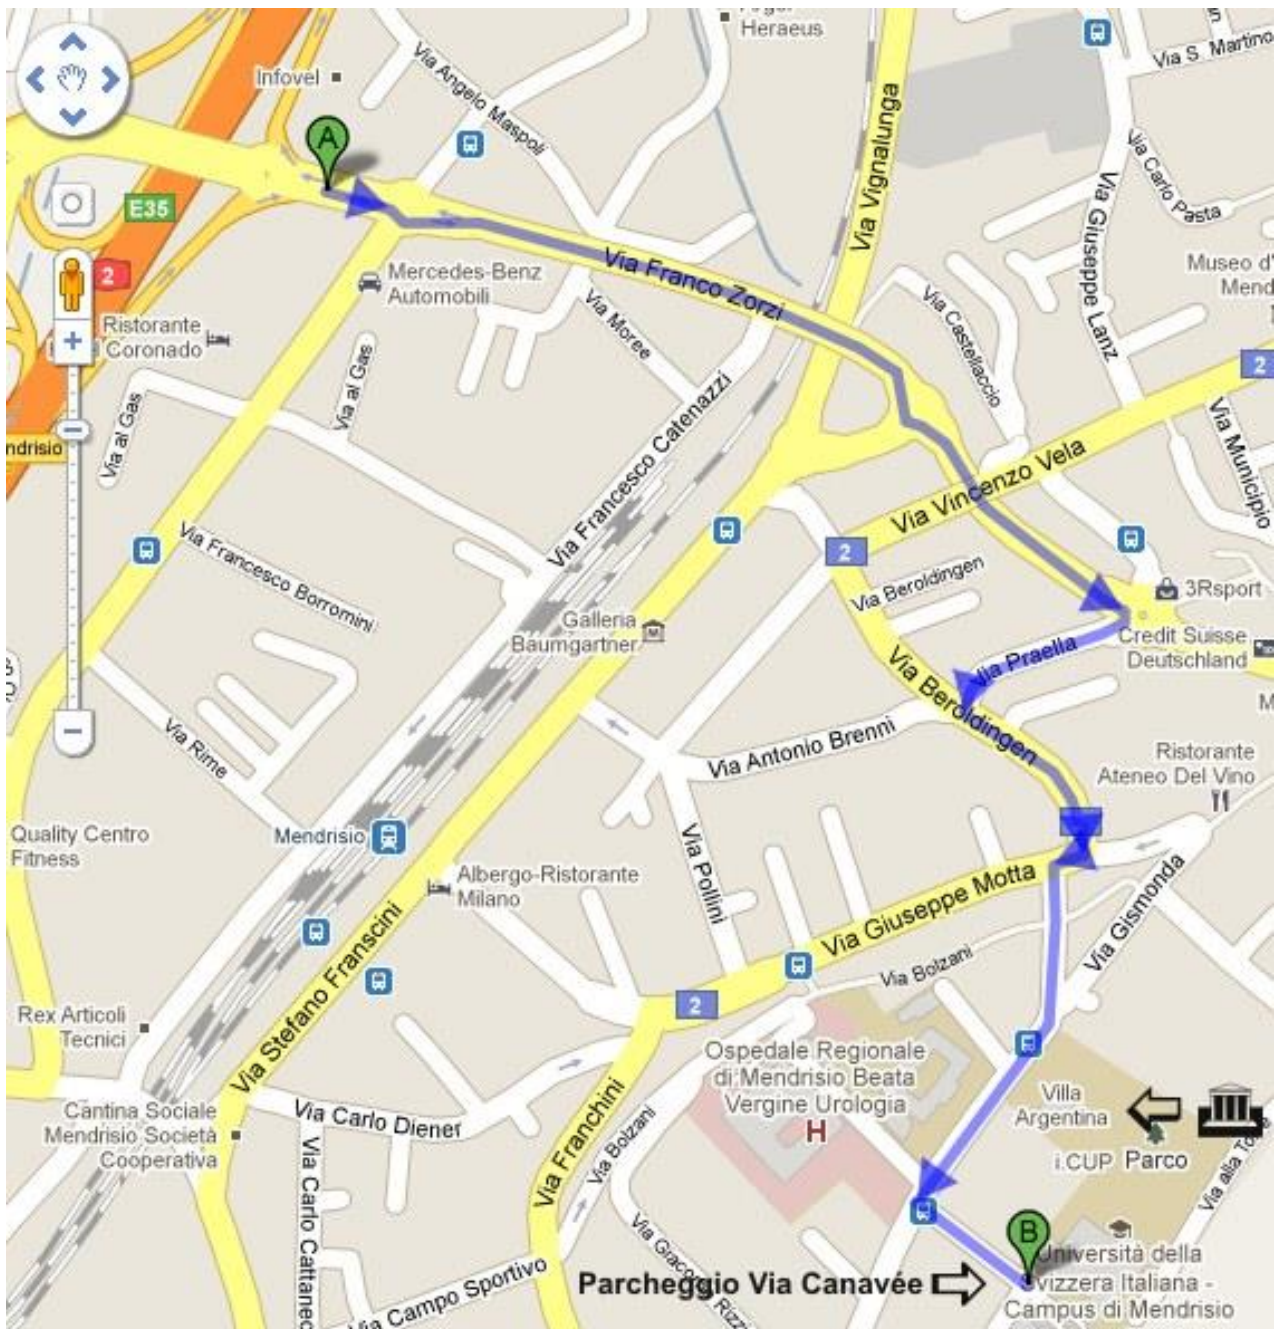 Heraeus
Via S. Martino
Infovel
Via Angelo Maspoli
A
Via Vignalunga
Via Carlo Pasta
Via Giuseppe Lanz
E35
2
Mercedes-Benz
Automobili
Via Franco Zorzi
Museo d'
Mend
Ristorante
Coronado
Via Moree
Via Castellaccio
2
Via al Gas
Via al Gas
Via Francesco Catenazzi
Via Municipio
ndrisio
Via Vincenzo Vela
Via Francesco Borromini
2
Via Beroldingen
3Rsport
Galleria
Baumgartner
Credit Suisse
Deutschland
Via Praella
Via Beroldingen
Via Rime
Via Antonio Brenni
Ristorante
Ateneo Del Vino
Quality Centro
Fitness
Mendrisio
Via Pollini
Albergo-Ristorante
Milano
Via Giuseppe Motta
Via Gismonda
Via Stefano Franscini
Via Bolzani
2
Rex Articoli
Tecnici
Ospedale Regionale
di Mendrisio Beata
Vergine Urologia
H
Villa
Argentina
Cantina Sociale
Mendrisio Società
Cooperativa
Via Carlo Diener
Via Franchini
Via Bolzani
i.CUP
Parco
Via alla Torre
Via Carlo Cattaneo
B
Università della
Svizzera Italiana -
Campus di Mendrisio
Parcheggio Via Canavée
Via Campo Sportivo